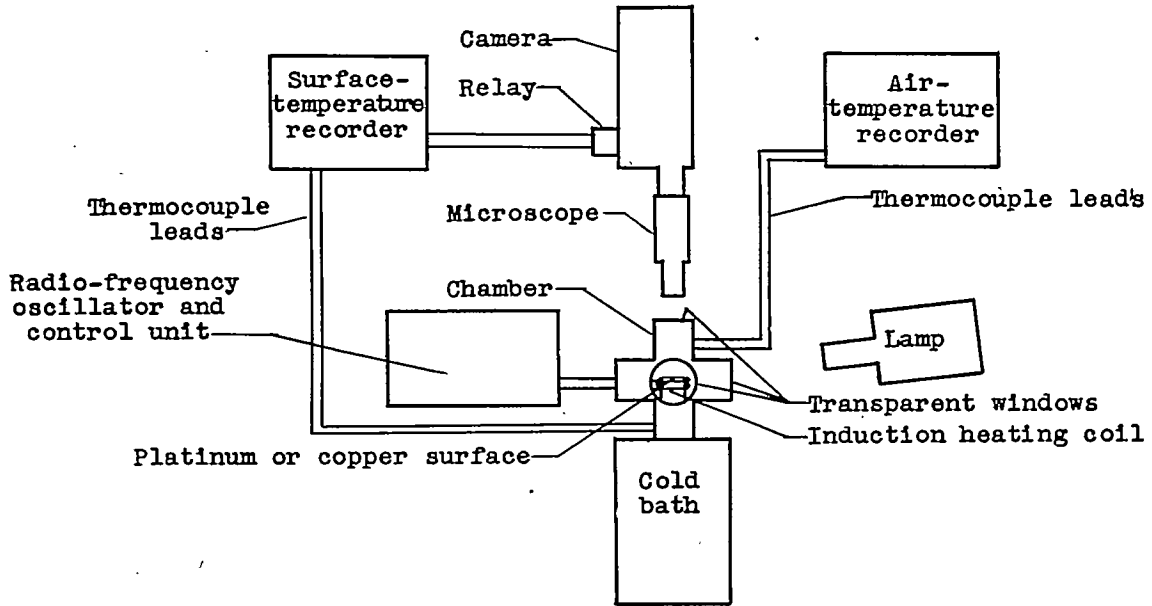 Camera
Surface-
temperature
recorder
Relay
Air-
temperature
recorder
Thermocouple
leads
Microscope
Thermocouple leads
Radio-frequency
oscillator and
control unit
Chamber
Lamp
Transparent windows
Induction heating coil
Platinum or copper surface
Cold
bath